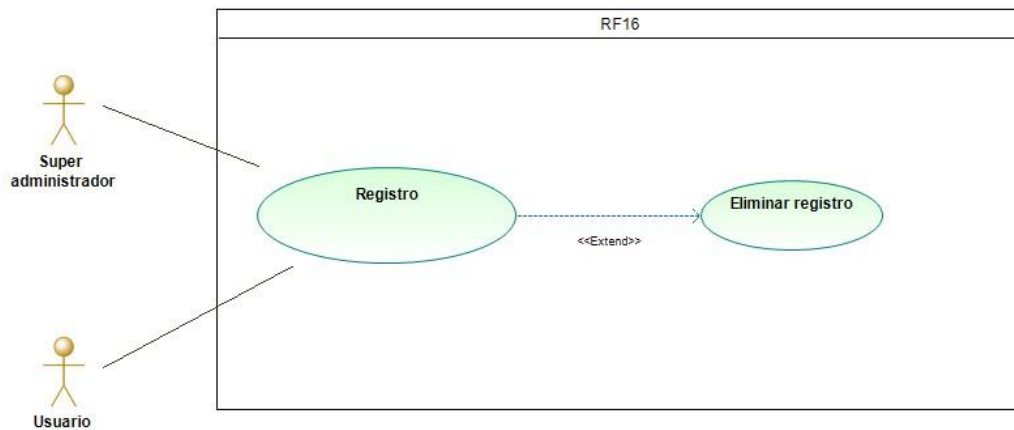 RF16
Super
administrador
Registro
Eliminar registro
<<Extend>>
Usuario